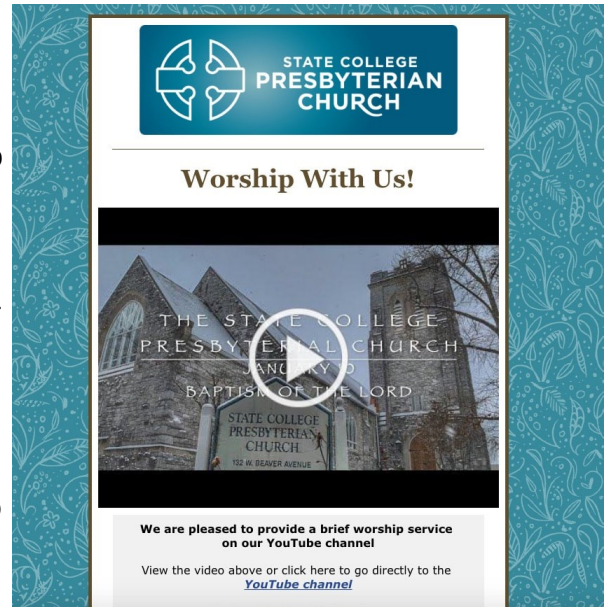 STATE COLLEGE
PRESBYTERIAN
CHURCH
Worship With Us!
THE STATE COLLEGE
PRESBYTERIAL CHURCH
BAPTISM OF THE LORD
STATE COLLEGE
PRESBYTERIAN
CHURCH
132 W. BEAVER AVENUE
We are pleased to provide a brief worship service
on our YouTube channel
View the video above or click here to go directly to the
YouTube channel